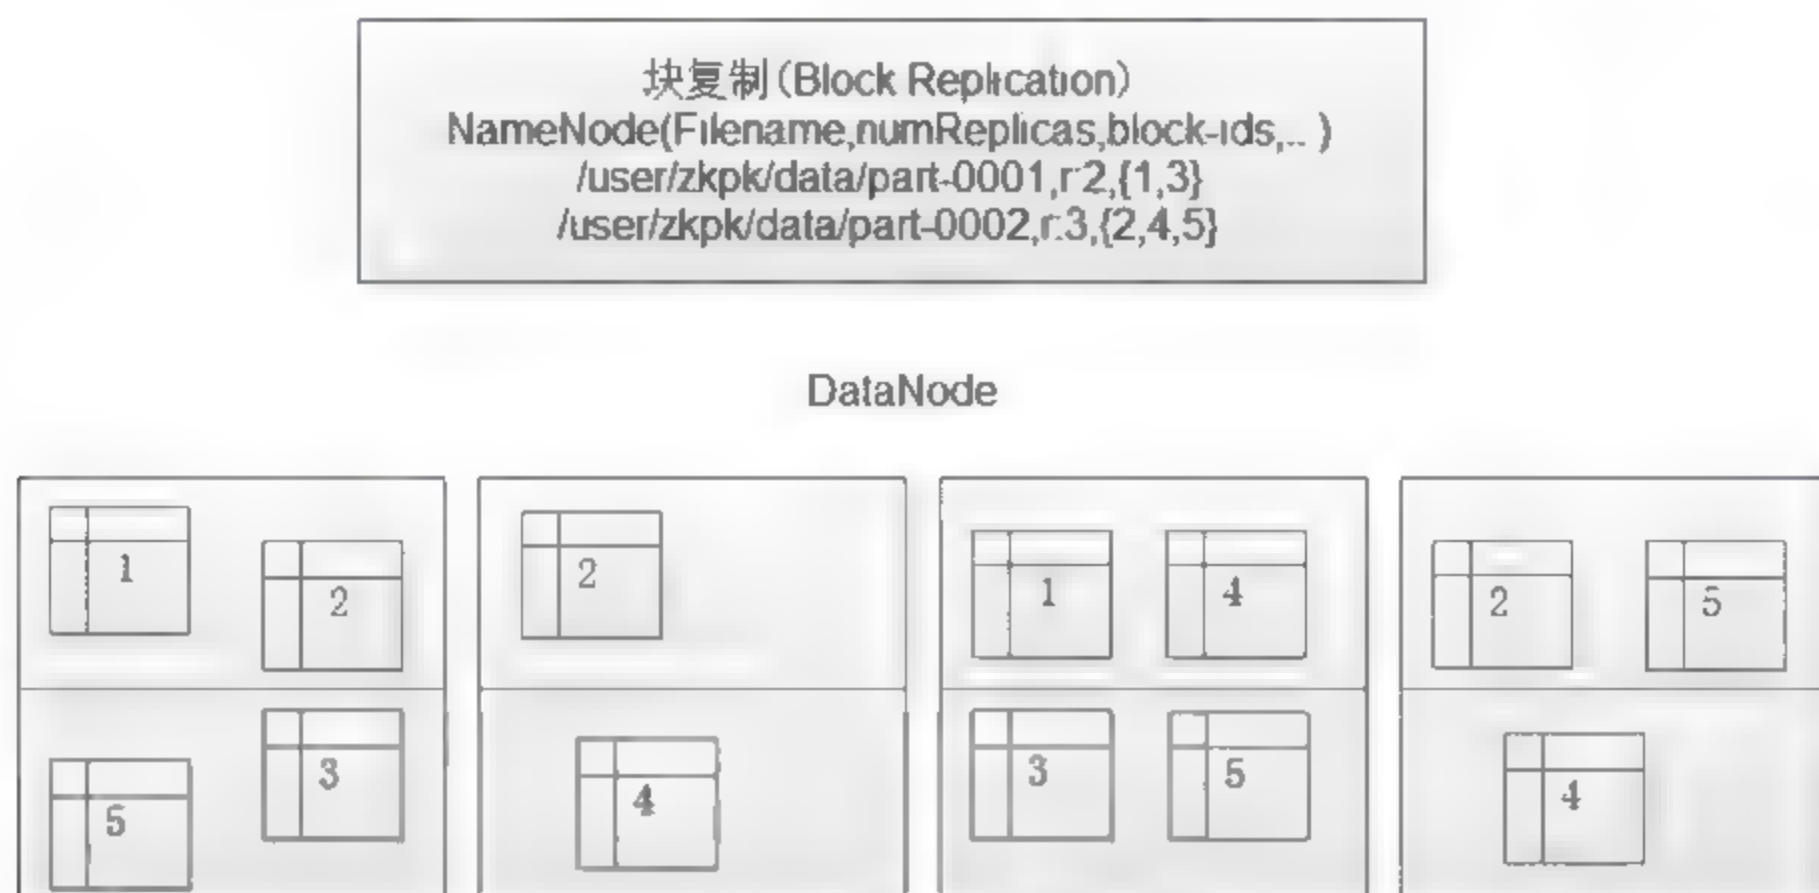 块复制(Block Replication)
NameNode(Filename,numReplicas,block-ids,.. )
/user/zkpk/data/part-0001,r:2,{1,3}
/user/zkpk/data/part-0002,r:3,{2,4,5}
DataNode
1
2
5
3
2
4
1
4
3
5
2
5
4